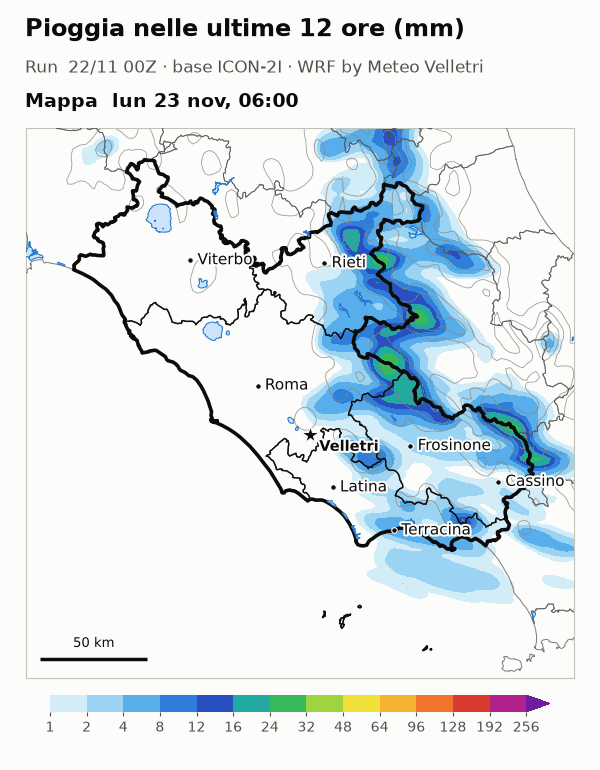 Pioggia nelle ultime 12 ore (mm)
Run  22/11 00Z · base ICON-2I · WRF by Meteo Velletri
Mappa  lun 23 nov, 06:00
Viterbo
Rieti
Roma
Velletri
Frosinone
Latina
Cassino
Terracina
50 km
1 2 4 8 12 16 24 32 48 64 96 128 192 256